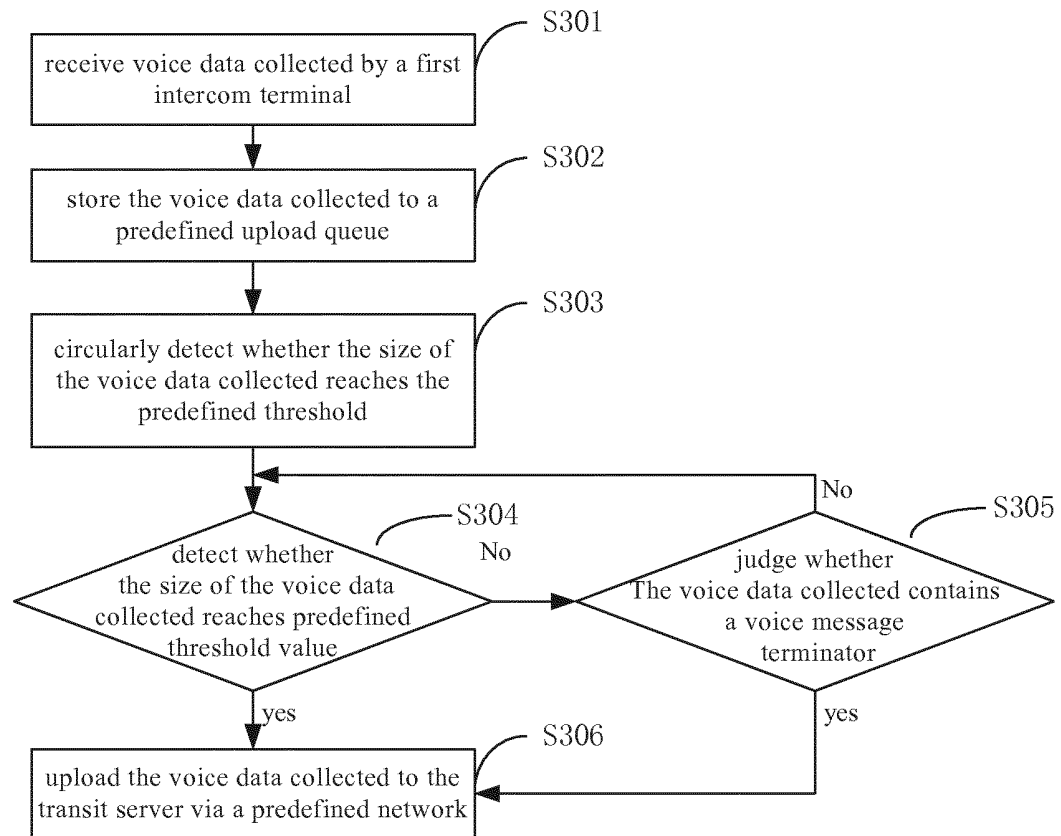 S301
receive voice data collected by a first
intercom terminal
S302
store the voice data collected to a
predefined upload queue
S303
circularly detect whether the size of
the voice data collected reaches the
predefined threshold
No
S304
S305
detect whether
the size of the voice data
collected reaches predefined
threshold value
No
judge whether
The voice data collected contains
a voice message
terminator
yes
yes
S306
upload the voice data collected to the
transit server via a predefined network